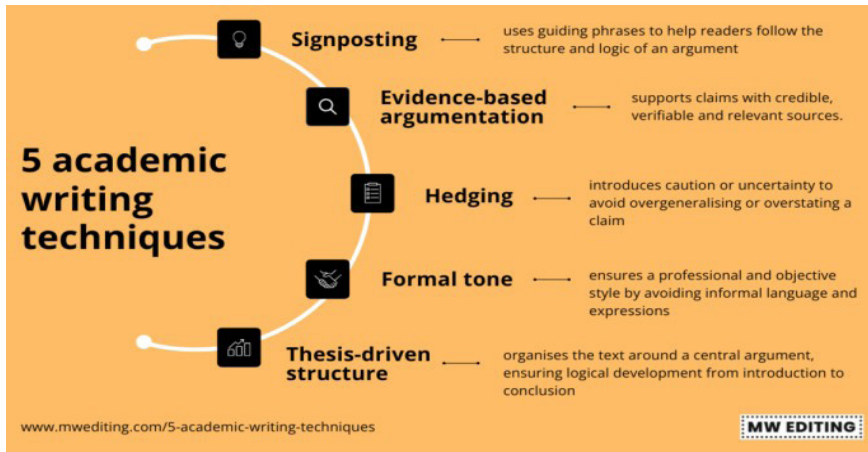 5 academic
writing
techniques
Signposting
uses guiding phrases to help readers follow the
structure and logic of an argument
Evidence-based
argumentation
supports claims with credible,
verifiable and relevant sources.
Hedging
introduces caution or uncertainty to
avoid overgeneralising or overstating a
claim
Formal tone
ensures a professional and objective
style by avoiding informal language and
expressions
Thesis-driven
structure
organises the text around a central argument,
ensuring logical development from introduction to
conclusion
www.mwediting.com/5-academic-writing-techniques
MW EDITING